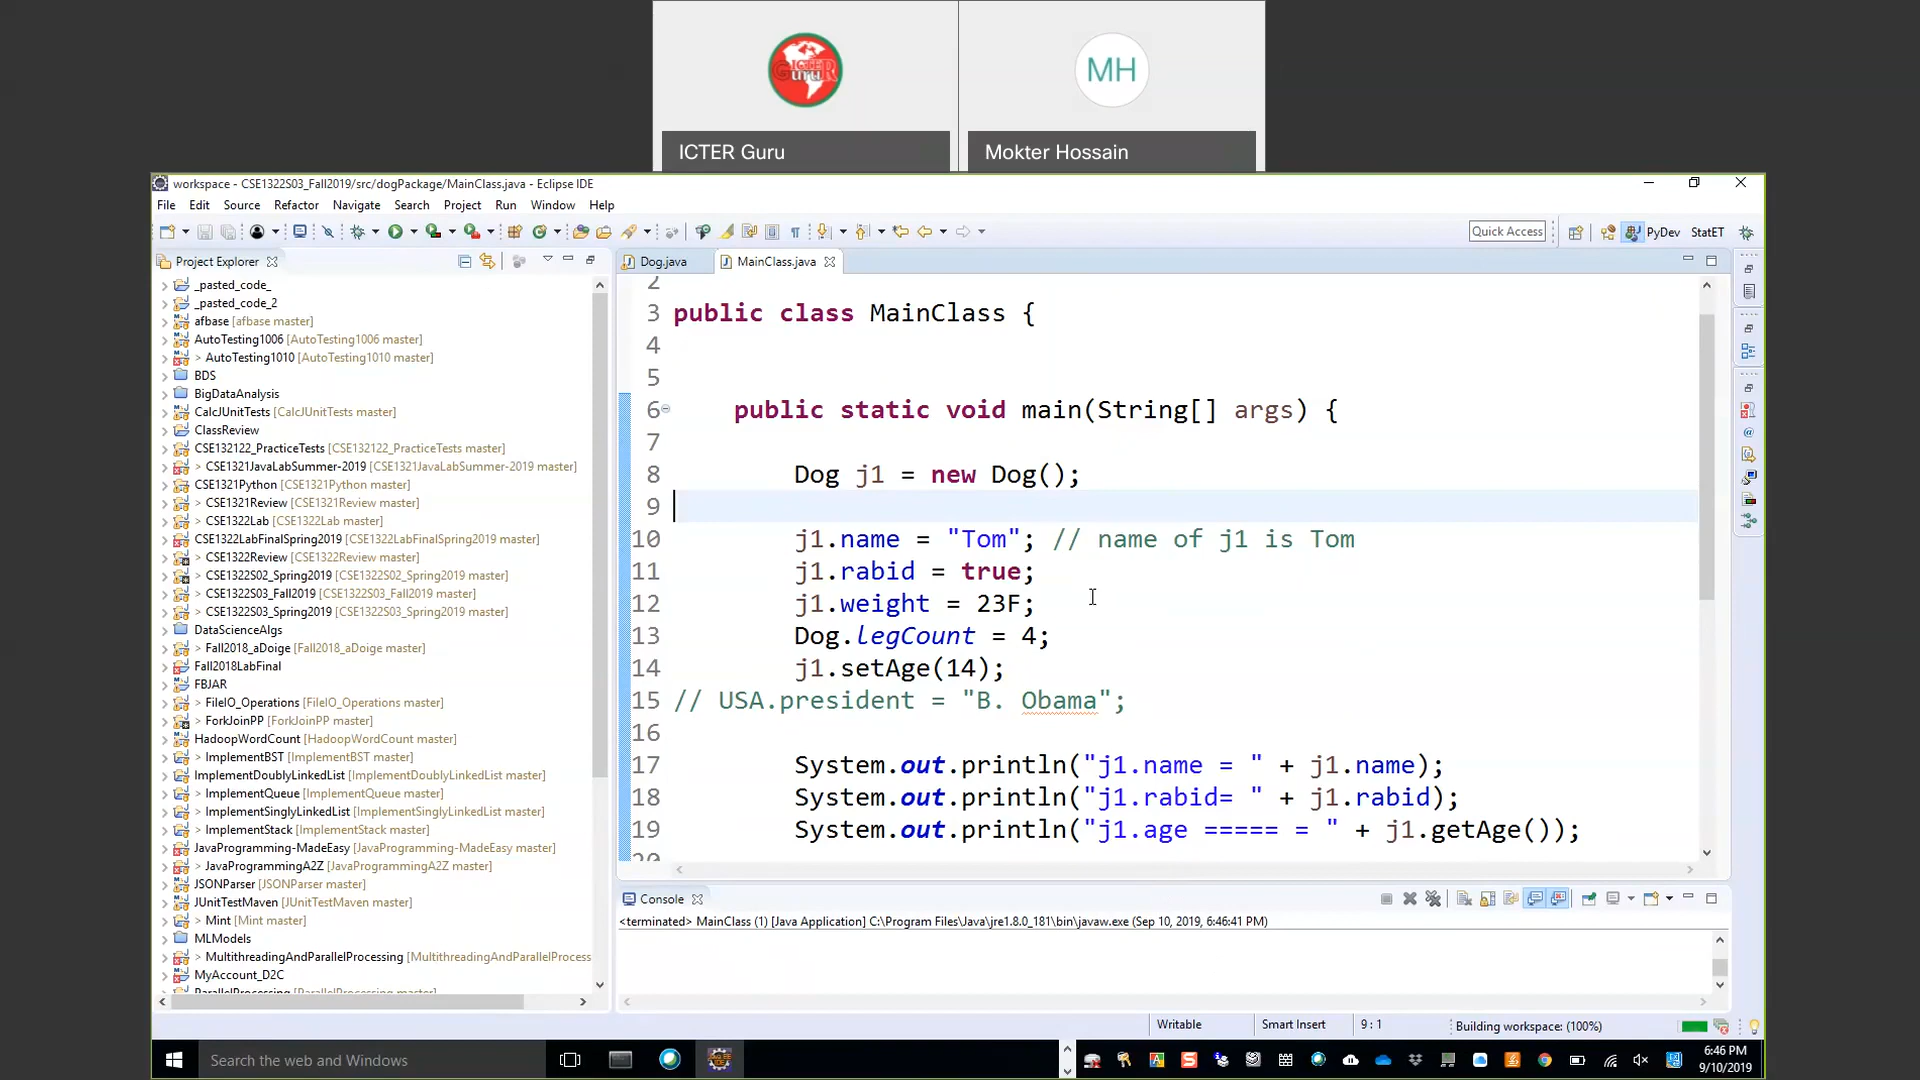 Guru
MH
ICTER Guru
Mokter Hossain
workspace - CSE1322S03_Fall2019/src/dogPackage/MainClass.java - Eclipse IDE
File Edit Source Refactor Navigate Search Project Run Window Help
Quick Access
PyDev
StatET
Project Explorer
Dog.java
MainClass.java
_pasted_code_
_pasted_code_2
afbase [afbase master]
AutoTesting1006 [AutoTesting1006 master]
> AutoTesting1010 [AutoTesting1010 master]
BDS
BigDataAnalysis
CalcJUnitTests [CalcJUnitTests master]
ClassReview
CSE132122_PracticeTests [CSE132122_PracticeTests master]
> CSE1321JavaLabSummer-2019 [CSE1321JavaLabSummer-2019 master]
CSE1321Python [CSE1321Python master]
> CSE1321Review [CSE1321Review master]
> CSE1322Lab [CSE1322Lab master]
CSE1322LabFinalSpring2019 [CSE1322LabFinalSpring2019 master]
> CSE1322Review [CSE1322Review master]
> CSE1322S02_Spring2019 [CSE1322S02_Spring2019 master]
> CSE1322S03_Fall2019 [CSE1322S03_Fall2019 master]
> CSE1322S03_Spring2019 [CSE1322S03_Spring2019 master]
DataScienceAlgs
> Fall2018_aDoige [Fall2018_aDoige master]
Fall2018LabFinal
FBJAR
> FileIO_Operations [FileIO_Operations master]
> ForkJoinPP [ForkJoinPP master]
HadoopWordCount [HadoopWordCount master]
> ImplementBST [ImplementBST master]
ImplementDoublyLinkedList [ImplementDoublyLinkedList master]
> ImplementQueue [ImplementQueue master]
> ImplementSinglyLinkedList [ImplementSinglyLinkedList master]
> ImplementStack [ImplementStack master]
JavaProgramming-MadeEasy [JavaProgramming-MadeEasy master]
> JavaProgrammingA2Z [JavaProgrammingA2Z master]
JSONParser [JSONParser master]
JUnitTestMaven [JUnitTestMaven master]
> Mint [Mint master]
MLModels
> MultithreadingAndParallelProcessing [MultithreadingAndParallelProcess
MyAccount_D2C
ParallelProcessing [ParallelProcessing master]
2
3 public class MainClass {
4
5
6 public static void main(String[] args) {
7
8 Dog j1 = new Dog();
9
10 j1.name = "Tom"; // name of j1 is Tom
11 j1.rabid = true;
12 j1.weight = 23F;
13 Dog.legCount = 4;
14 j1.setAge(14);
15 // USA.president = "B. Obama";
16
17 System.out.println("j1.name = " + j1.name);
18 System.out.println("j1.rabid= " + j1.rabid);
19 System.out.println("j1.age ===== = " + j1.getAge());
20
Console
<terminated> MainClass (1) [Java Application] C:\Program Files\Java\jre1.8.0_181\bin\javaw.exe (Sep 10, 2019, 6:46:41 PM)
Writable
Smart Insert
9 : 1
Building workspace: (100%)
Search the web and Windows
6:46 PM
9/10/2019